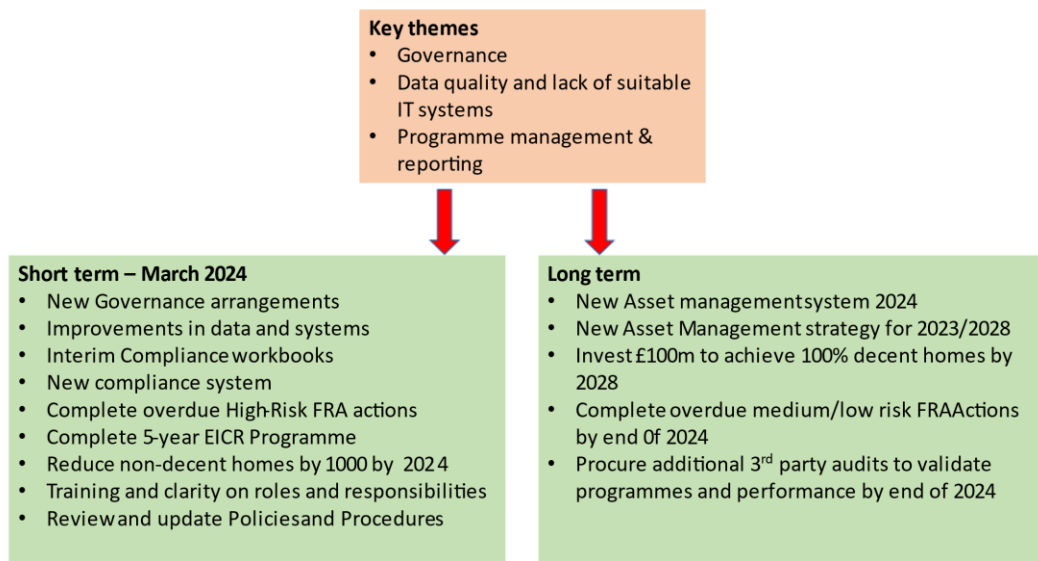 Key themes
• Governance
• Data quality and lack of suitable
IT systems
• Programme management &
reporting
Short term – March 2024
• New Governance arrangements
• Improvements in data and systems
• Interim Compliance workbooks
• New compliance system
• Complete overdue High-Risk FRA actions
• Complete 5-year EICR Programme
• Reduce non-decent homes by 1000 by 2024
• Training and clarity on roles and responsibilities
• Review and update Policies and Procedures
Long term
• New Asset management system 2024
• New Asset Management strategy for 2023/2028
• Invest £100m to achieve 100% decent homes by
2028
• Complete overdue medium/low risk FRA Actions
by end 0f 2024
• Procure additional 3rd party audits to validate
programmes and performance by end of 2024